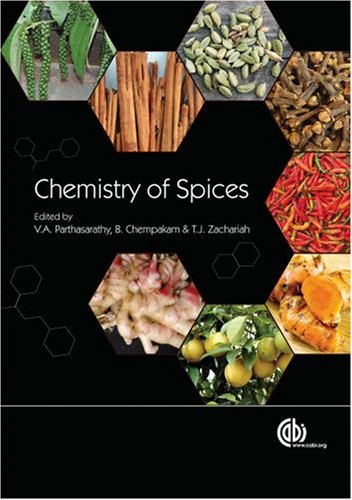 Chemistry of Spices
Edited by
V.A. Parthasarathy, B. Chempakam & T.J. Zachariah
cabi
www.cabi.org